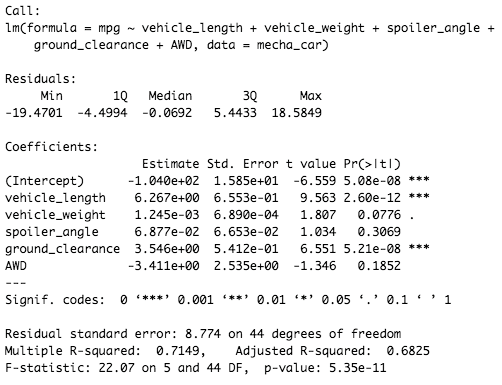 Call:
lm(formula = mpg ~ vehicle_length + vehicle_weight + spoiler_angle +
    ground_clearance + AWD, data = mecha_car)

Residuals:
     Min       1Q   Median       3Q      Max
-19.4701  -4.4994  -0.0692   5.4433  18.5849

Coefficients:
                   Estimate Std. Error t value Pr(>|t|)
(Intercept)      -1.040e+02  1.585e+01  -6.559 5.08e-08 ***
vehicle_length    6.267e+00  6.553e-01   9.563 2.60e-12 ***
vehicle_weight    1.245e-03  6.890e-04   1.807   0.0776 .
spoiler_angle     6.877e-02  6.653e-02   1.034   0.3069
ground_clearance  3.546e+00  5.412e-01   6.551 5.21e-08 ***
AWD              -3.411e+00  2.535e+00  -1.346   0.1852
---
Signif. codes:  0 ‘***’ 0.001 ‘**’ 0.01 ‘*’ 0.05 ‘.’ 0.1 ‘ ’ 1

Residual standard error: 8.774 on 44 degrees of freedom
Multiple R-squared:  0.7149,    Adjusted R-squared:  0.6825
F-statistic: 22.07 on 5 and 44 DF,  p-value: 5.35e-11